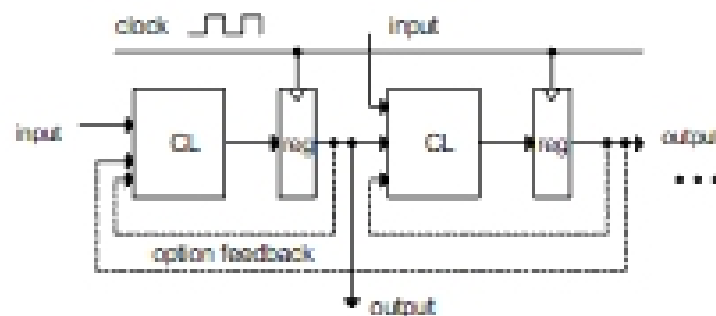 clock input
input CL reg CL reg output
option feedback
output